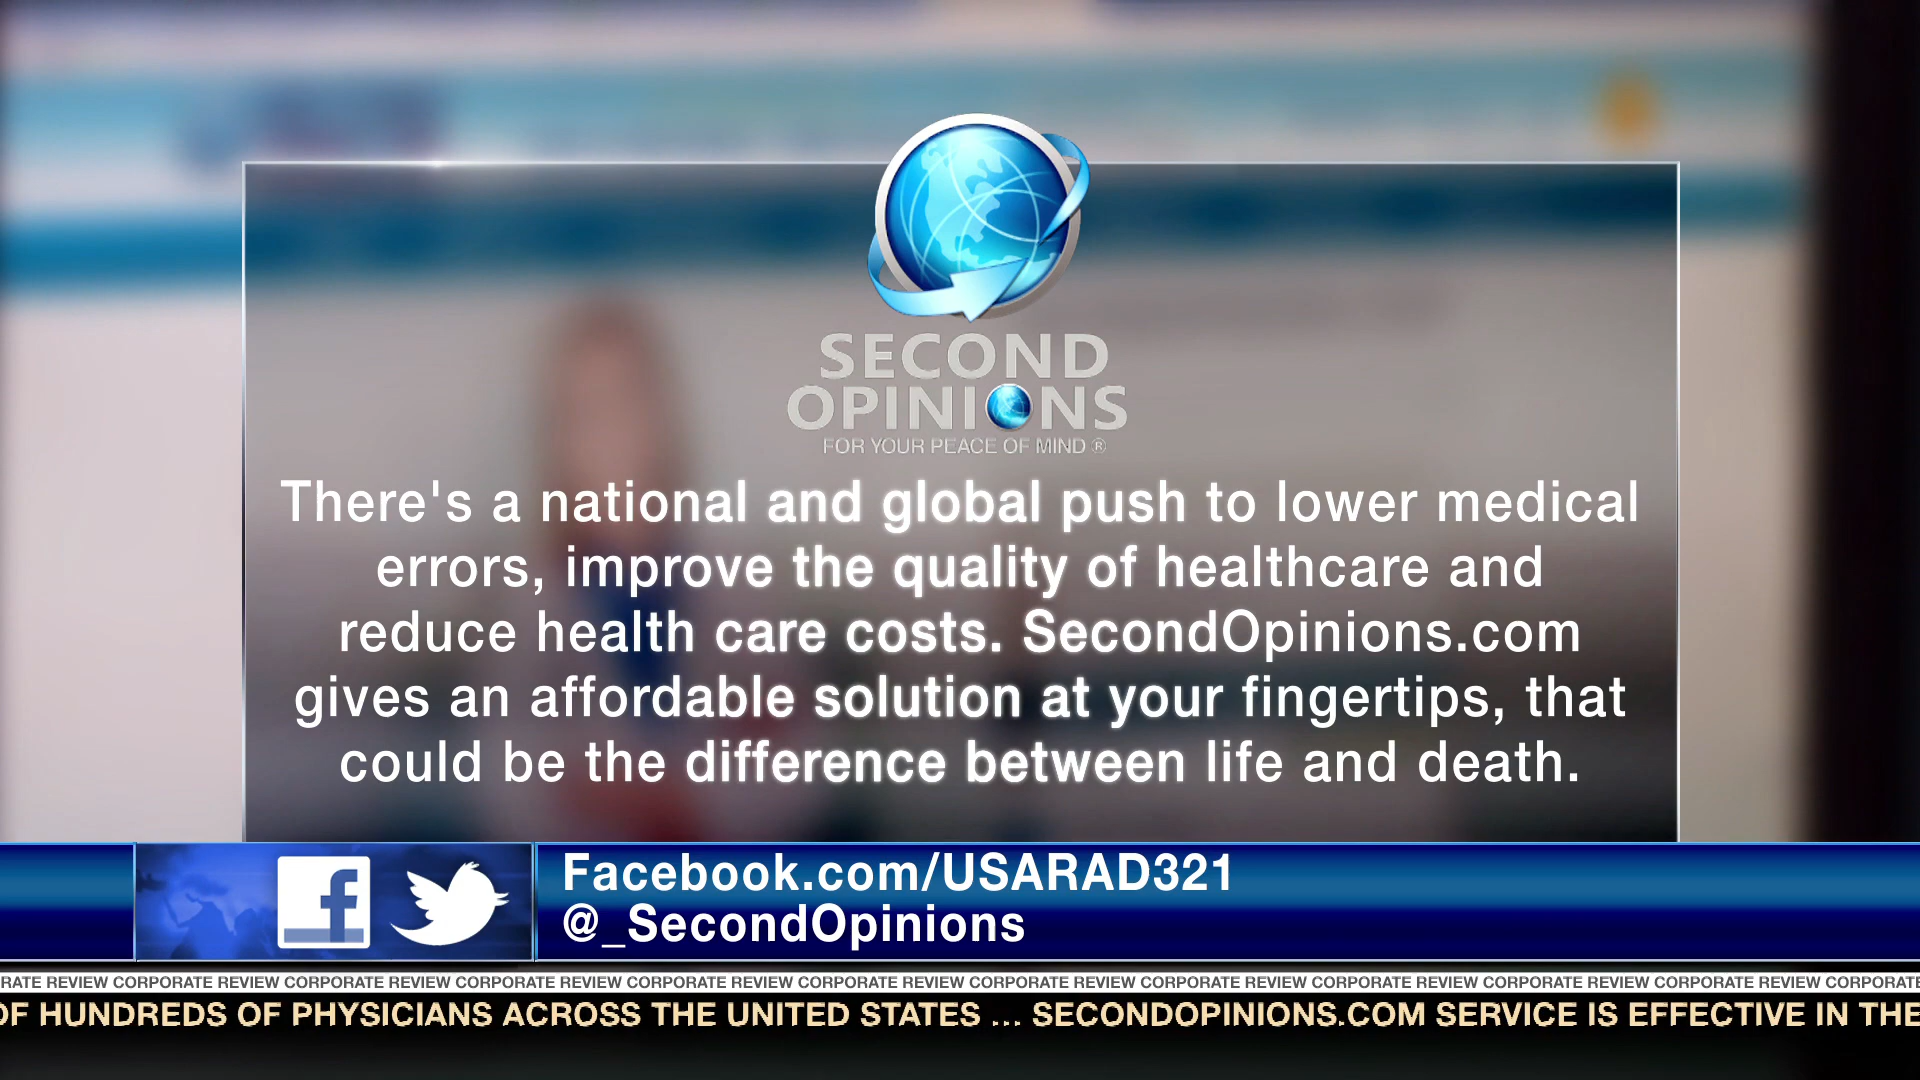 SECOND
OPINIONS
FOR YOUR PEACE OF MIND ®
There's a national and global push to lower medical
errors, improve the quality of healthcare and
reduce health care costs. SecondOpinions.com
gives an affordable solution at your fingertips, that
could be the difference between life and death.
f
Facebook.com/USARAD321
@_SecondOpinions
RATE REVIEW CORPORATE REVIEW CORPORATE REVIEW CORPORATE REVIEW CORPORATE REVIEW CORPORATE REVIEW CORPORATE REVIEW CORPORATE REVIEW CORPORATE REVIEW CORPORATE REVIEW CORPORATE REVIEW CORPORATE
OF HUNDREDS OF PHYSICIANS ACROSS THE UNITED STATES ... SECONDOPINIONS.COM SERVICE IS EFFECTIVE IN THE